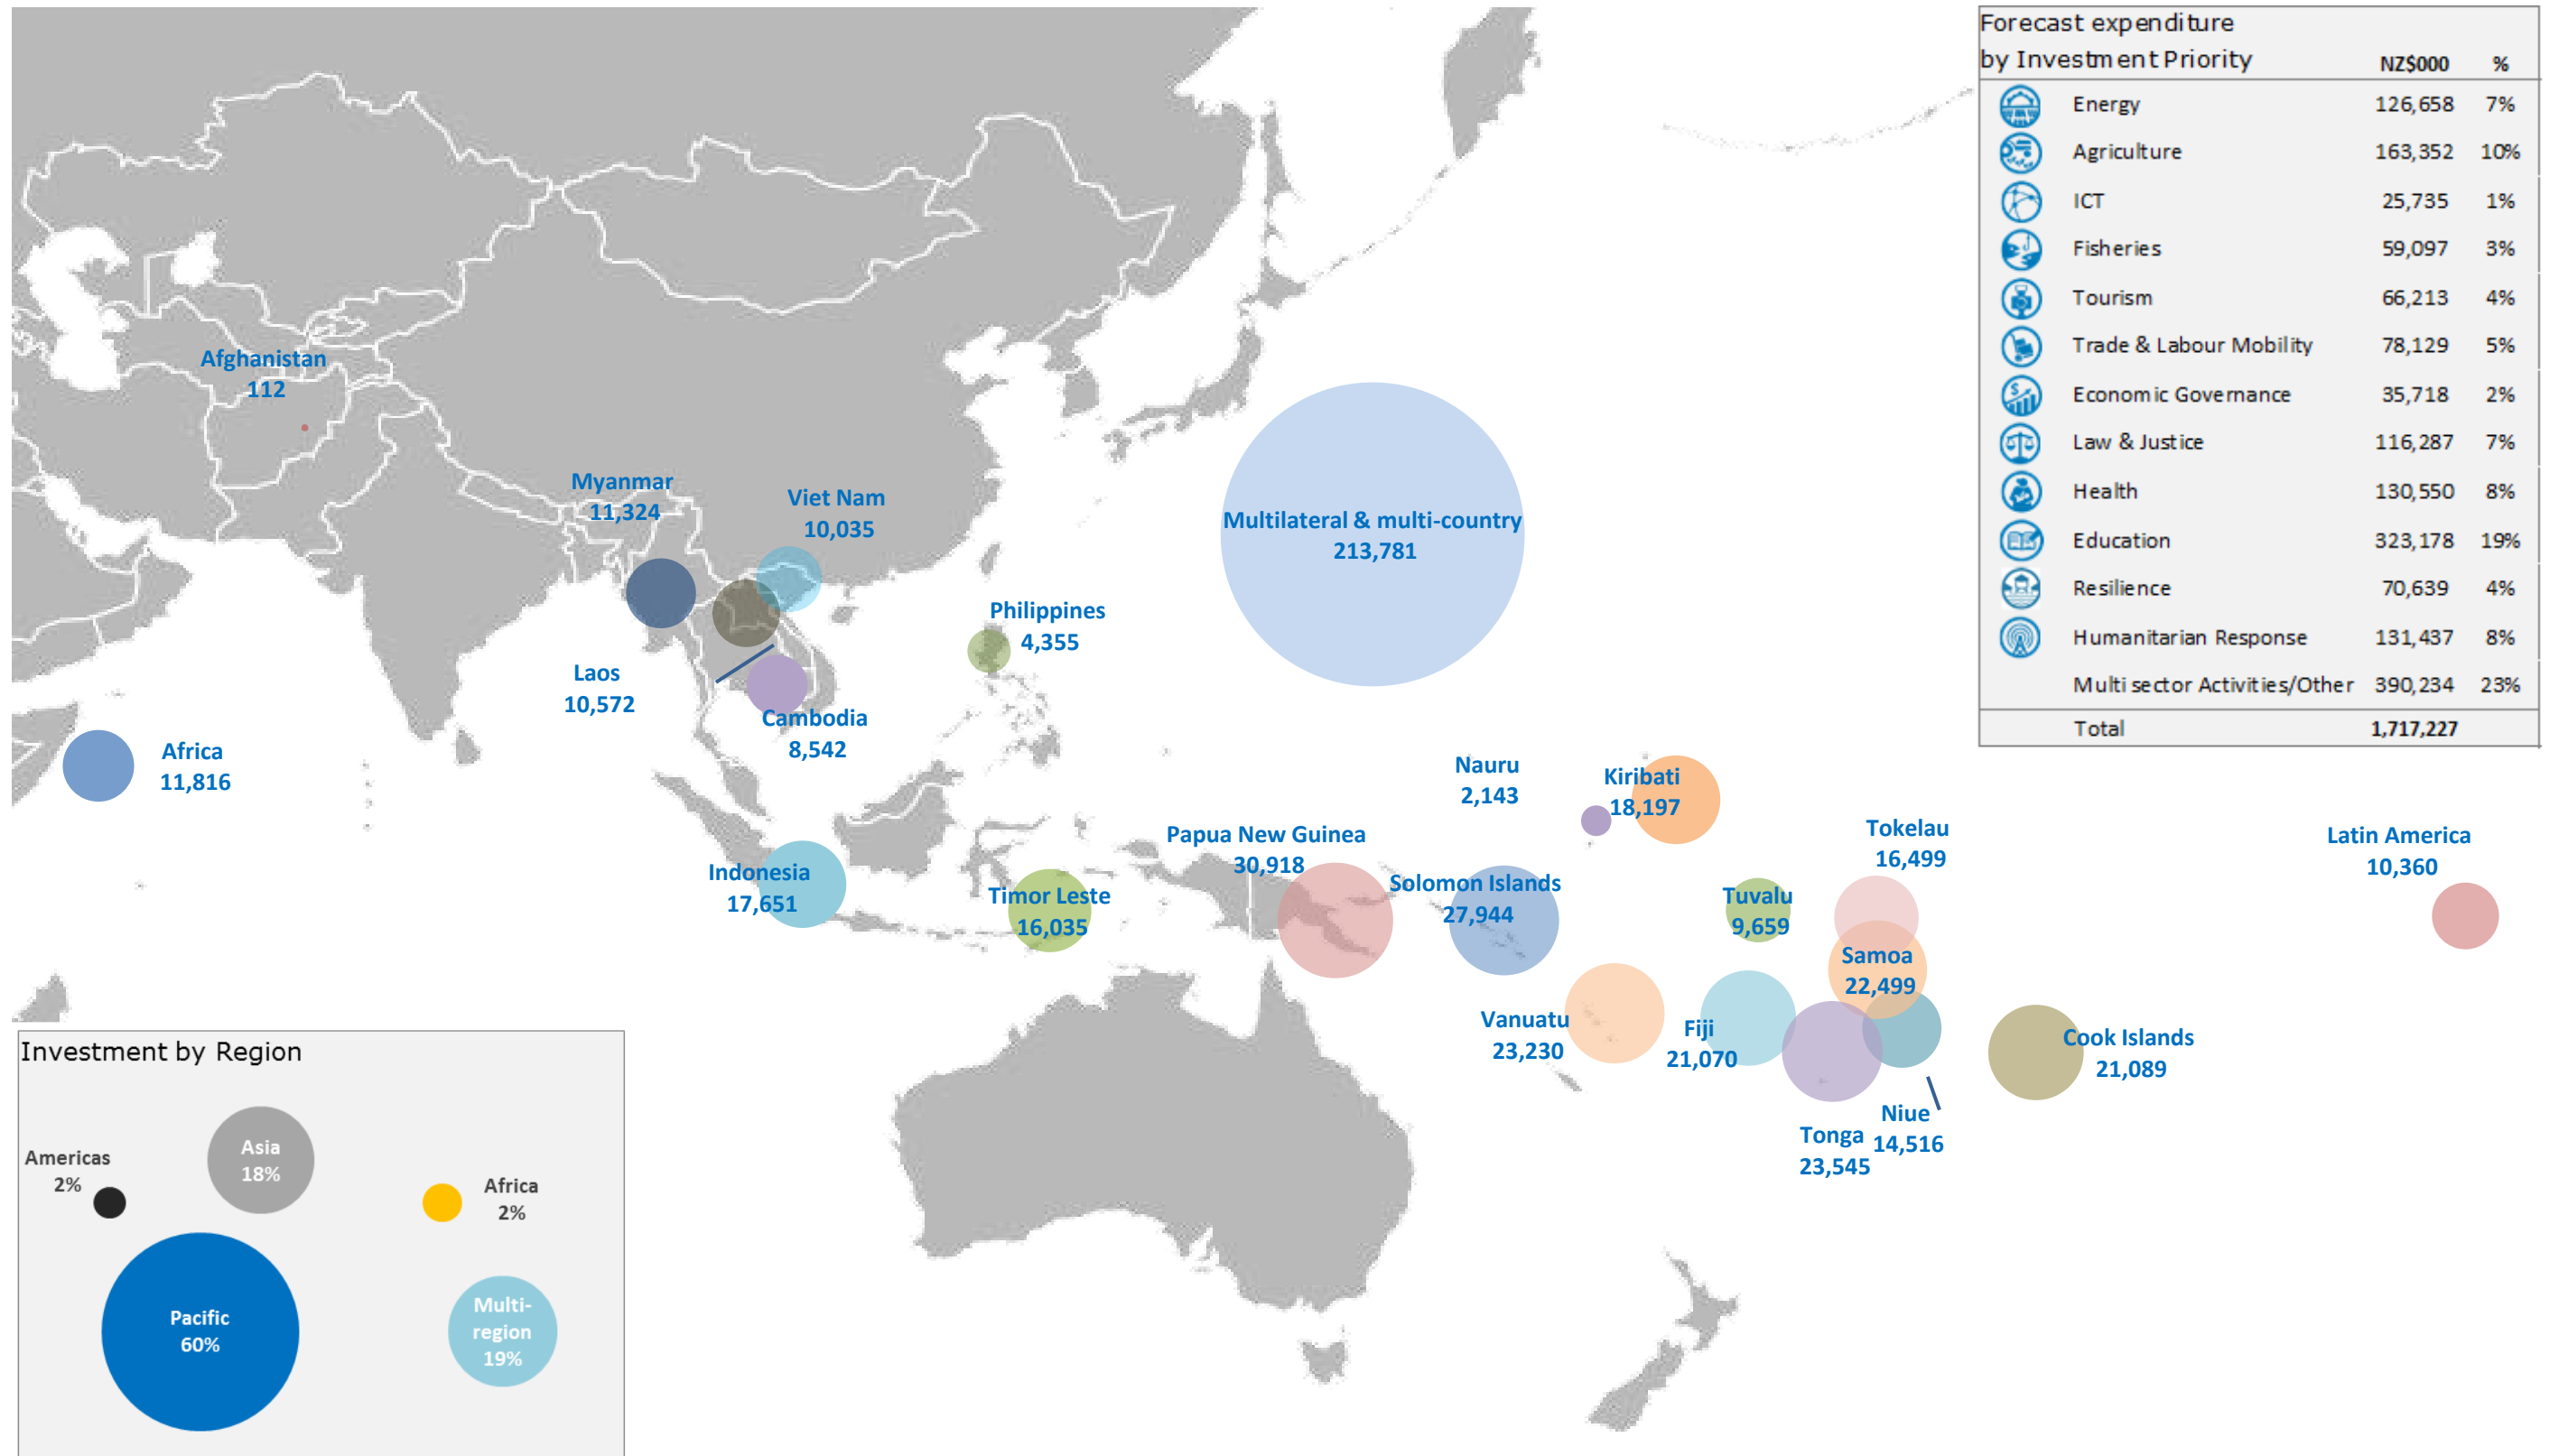 Forecast expenditure
by Investment Priority NZ$000 %
Energy 126,658 7%
Agriculture 163,352 10%
ICT 25,735 1%
Fisheries 59,097 3%
Tourism 66,213 4%
Trade & Labour Mobility 78,129 5%
Economic Governance 35,718 2%
Law & Justice 116,287 7%
Health 130,550 8%
Education 323,178 19%
Resilience 70,639 4%
Humanitarian Response 131,437 8%
Multi sector Activities/Other 390,234 23%
Total 1,717,227
Afghanistan
112
Myanmar
11,324
Viet Nam
10,035
Multilateral & multi-country
213,781
Philippines
4,355
Laos
10,572
Cambodia
8,542
Africa
11,816
Nauru
2,143
Kiribati
18,197
Papua New Guinea
30,918
Tokelau
16,499
Latin America
10,360
Indonesia
17,651
Timor Leste
16,035
Solomon Islands
27,944
Tuvalu
9,659
Samoa
22,499
Vanuatu
23,230
Fiji
21,070
Cook Islands
21,089
Niue
14,516
Tonga
23,545
Investment by Region
Asia
18%
Americas
2%
Africa
2%
Pacific
60%
Multi-
region
19%